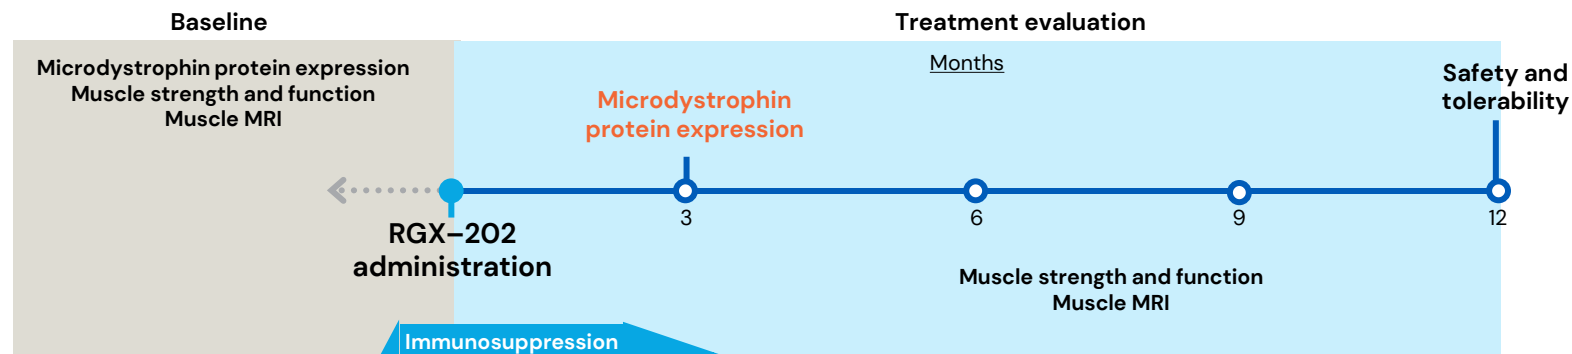 Baseline
Treatment evaluation
Microdystrophin protein expression
Muscle strength and function
Muscle MRI
Months
Microdystrophin
protein expression
Safety and
tolerability
RGX–202
administration
3
6
9
12
Muscle strength and function
Muscle MRI
Immunosuppression